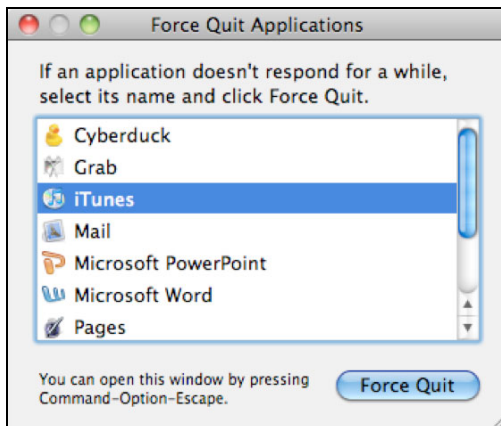 Force Quit Applications
If an application doesn't respond for a while,
select its name and click Force Quit.
Cyberduck
Grab
iTunes
Mail
Microsoft PowerPoint
Microsoft Word
Pages
You can open this window by pressing
Command-Option-Escape.
Force Quit